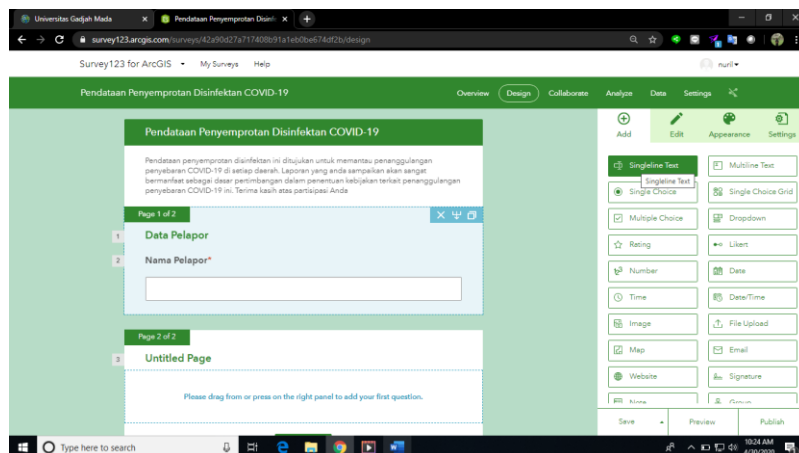 Universitas Gadjah Mada
Pendataan Penyemprotan Disinf
survey123.arcgis.com/surveys/42a90d27a717408b91a1eb0be674df2b/design
Survey123 for ArcGIS My Surveys Help nuril
Pendataan Penyemprotan Disinfektan COVID-19 Overview Design Collaborate Analyze Data Settings
Add Edit Appearance Settings
Pendataan Penyemprotan Disinfektan COVID-19
Pendataan penyemprotan disinfektan ini ditujukan untuk memantau penanggulangan
penyebaran COVID-19 di setiap daerah. Laporan yang anda sampaikan akan sangat
bermanfaat sebagai dasar pertimbangan dalam penentuan kebijakan terkait penanggulangan
penyebaran COVID-19 ini. Terima kasih atas partisipasi Anda
Page 1 of 2
1 Data Pelapor
2 Nama Pelapor*
Page 2 of 2
3 Untitled Page
Please drag from or press on the right panel to add your first question.
Singleline Text Multiline Text
Singleline Text
Single Choice Single Choice Grid
Multiple Choice Dropdown
Rating Likert
Number Date
Time Date/Time
Image File Upload
Map Email
Website Signature
Note Group
Save Preview Publish
Type here to search
10:24 AM
4/30/2020